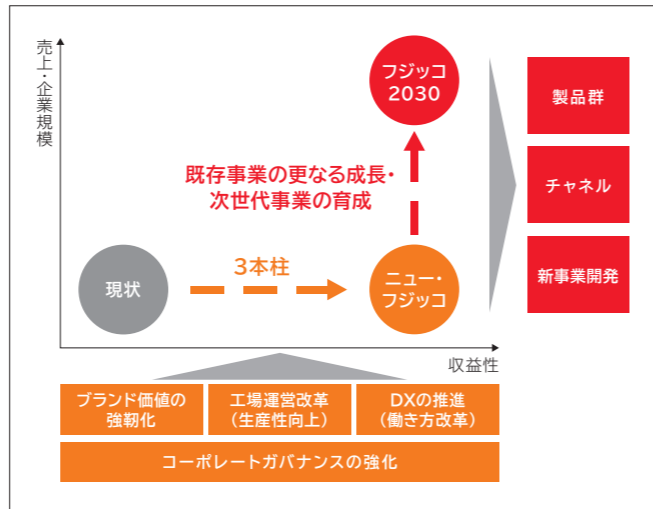 売上・企業規模
フジッコ
2030
製品群
既存事業の更なる成長・
次世代事業の育成
チャネル
現状
3本柱
ニュー・
フジッコ
新事業開発
収益性
ブランド価値の
強靭化
工場運営改革
(生産性向上)
DXの推進
(働き方改革)
コーポレートガバナンスの強化